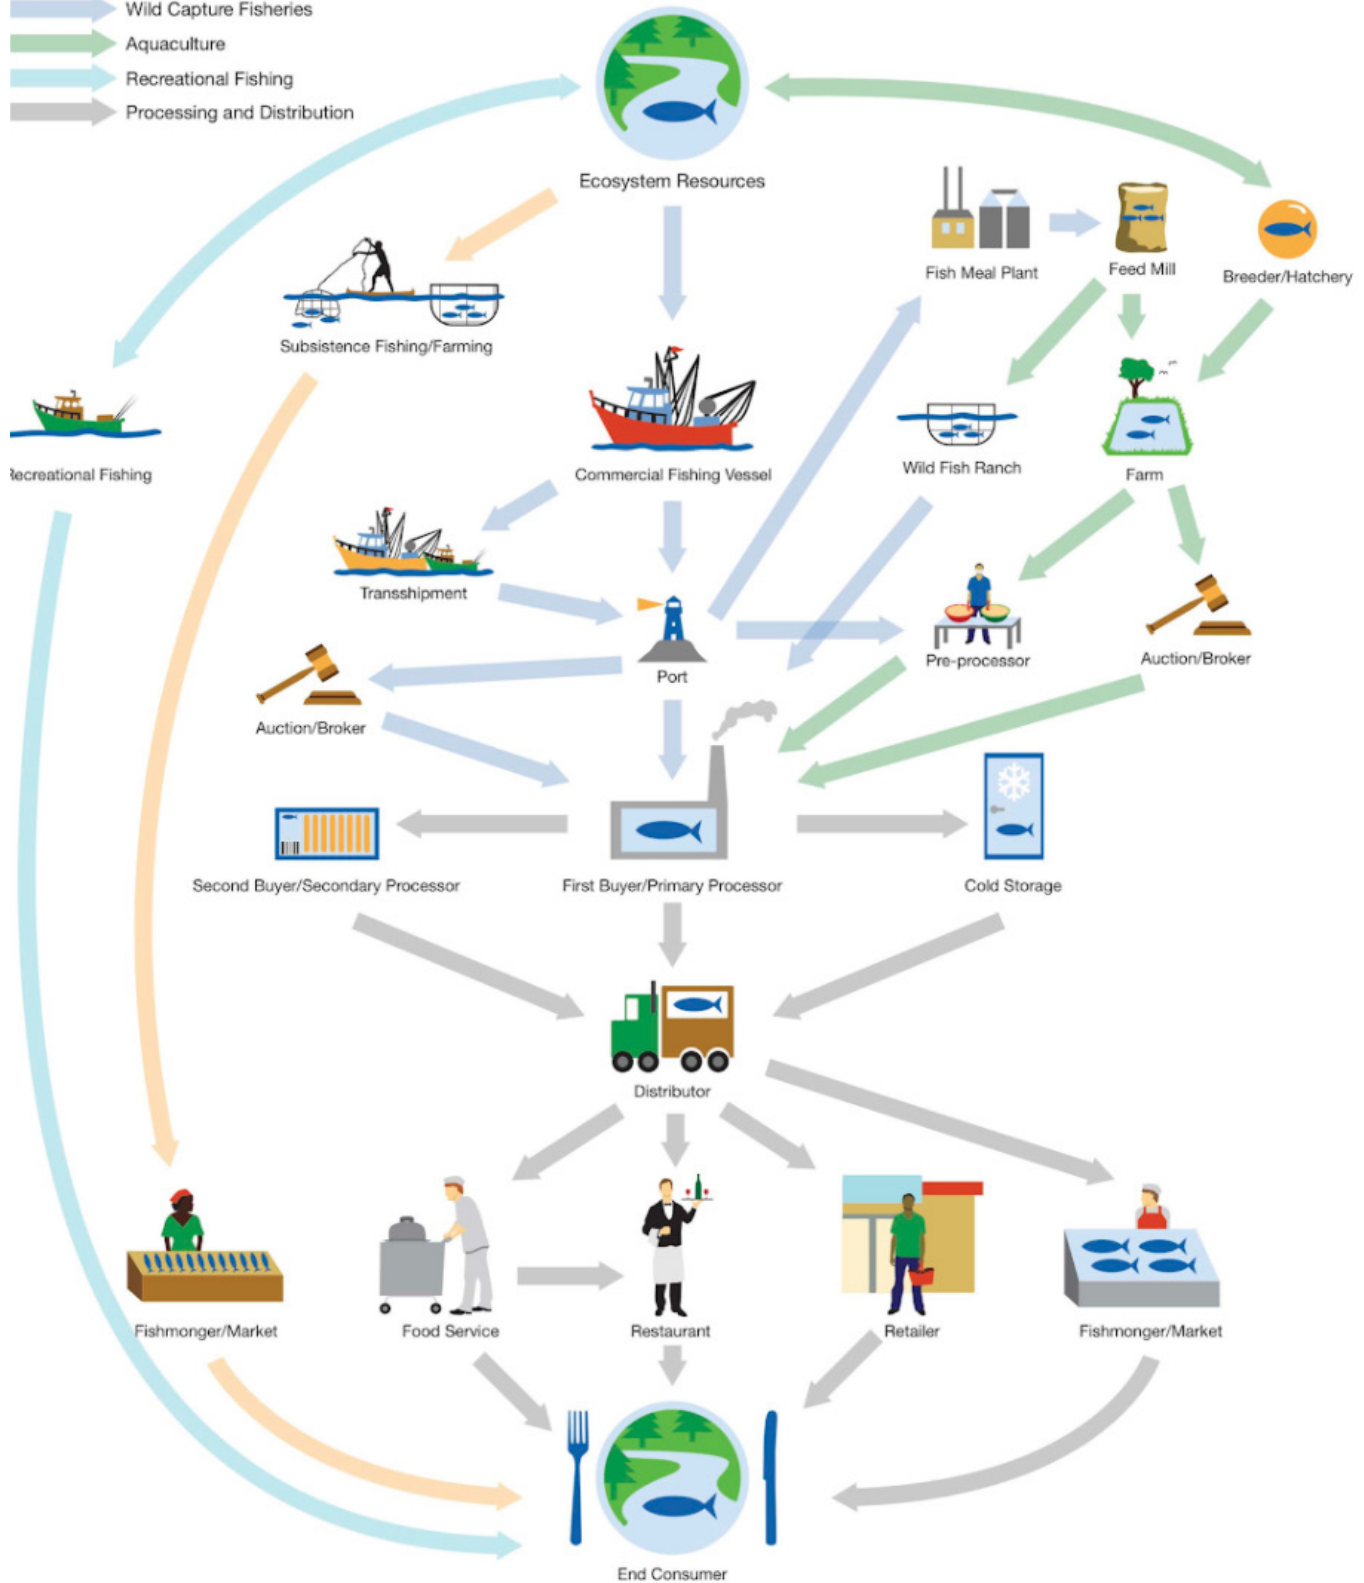 Wild Capture Fisheries
Aquaculture
Recreational Fishing
Processing and Distribution
Ecosystem Resources
Fish Meal Plant
Feed Mill
Breeder/Hatchery
Subsistence Fishing/Farming
Recreational Fishing
Commercial Fishing Vessel
Wild Fish Ranch
Farm
Transshipment
Port
Pre-processor
Auction/Broker
Auction/Broker
Second Buyer/Secondary Processor
First Buyer/Primary Processor
Cold Storage
Distributor
Fishmonger/Market
Food Service
Restaurant
Retailer
Fishmonger/Market
End Consumer